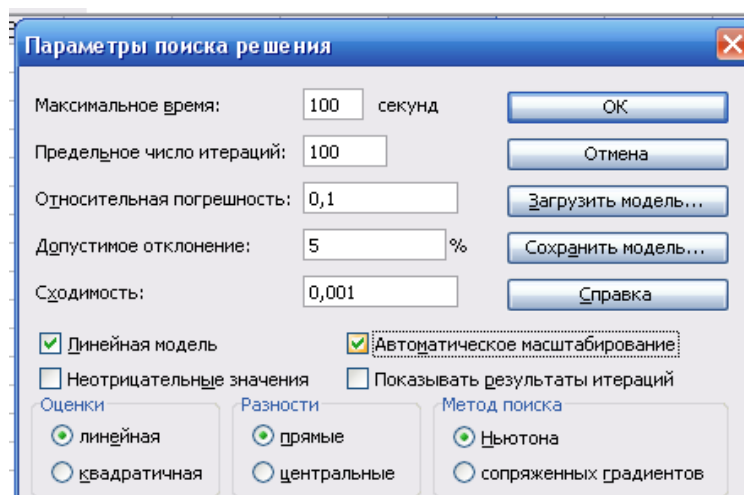 Параметры поиска решения
Максимальное время: 100 секунд ОК
Предельное число итераций: 100 Отмена
Относительная погрешность: 0,1 Загрузить модель...
Допустимое отклонение: 5 % Сохранить модель...
Сходимость: 0,001 Справка
Линейная модель Автоматическое масштабирование
Неотрицательные значения Показывать результаты итераций
Оценки Разности Метод поиска
линейная прямые Ньютона
квадратичная центральные сопряженных градиентов